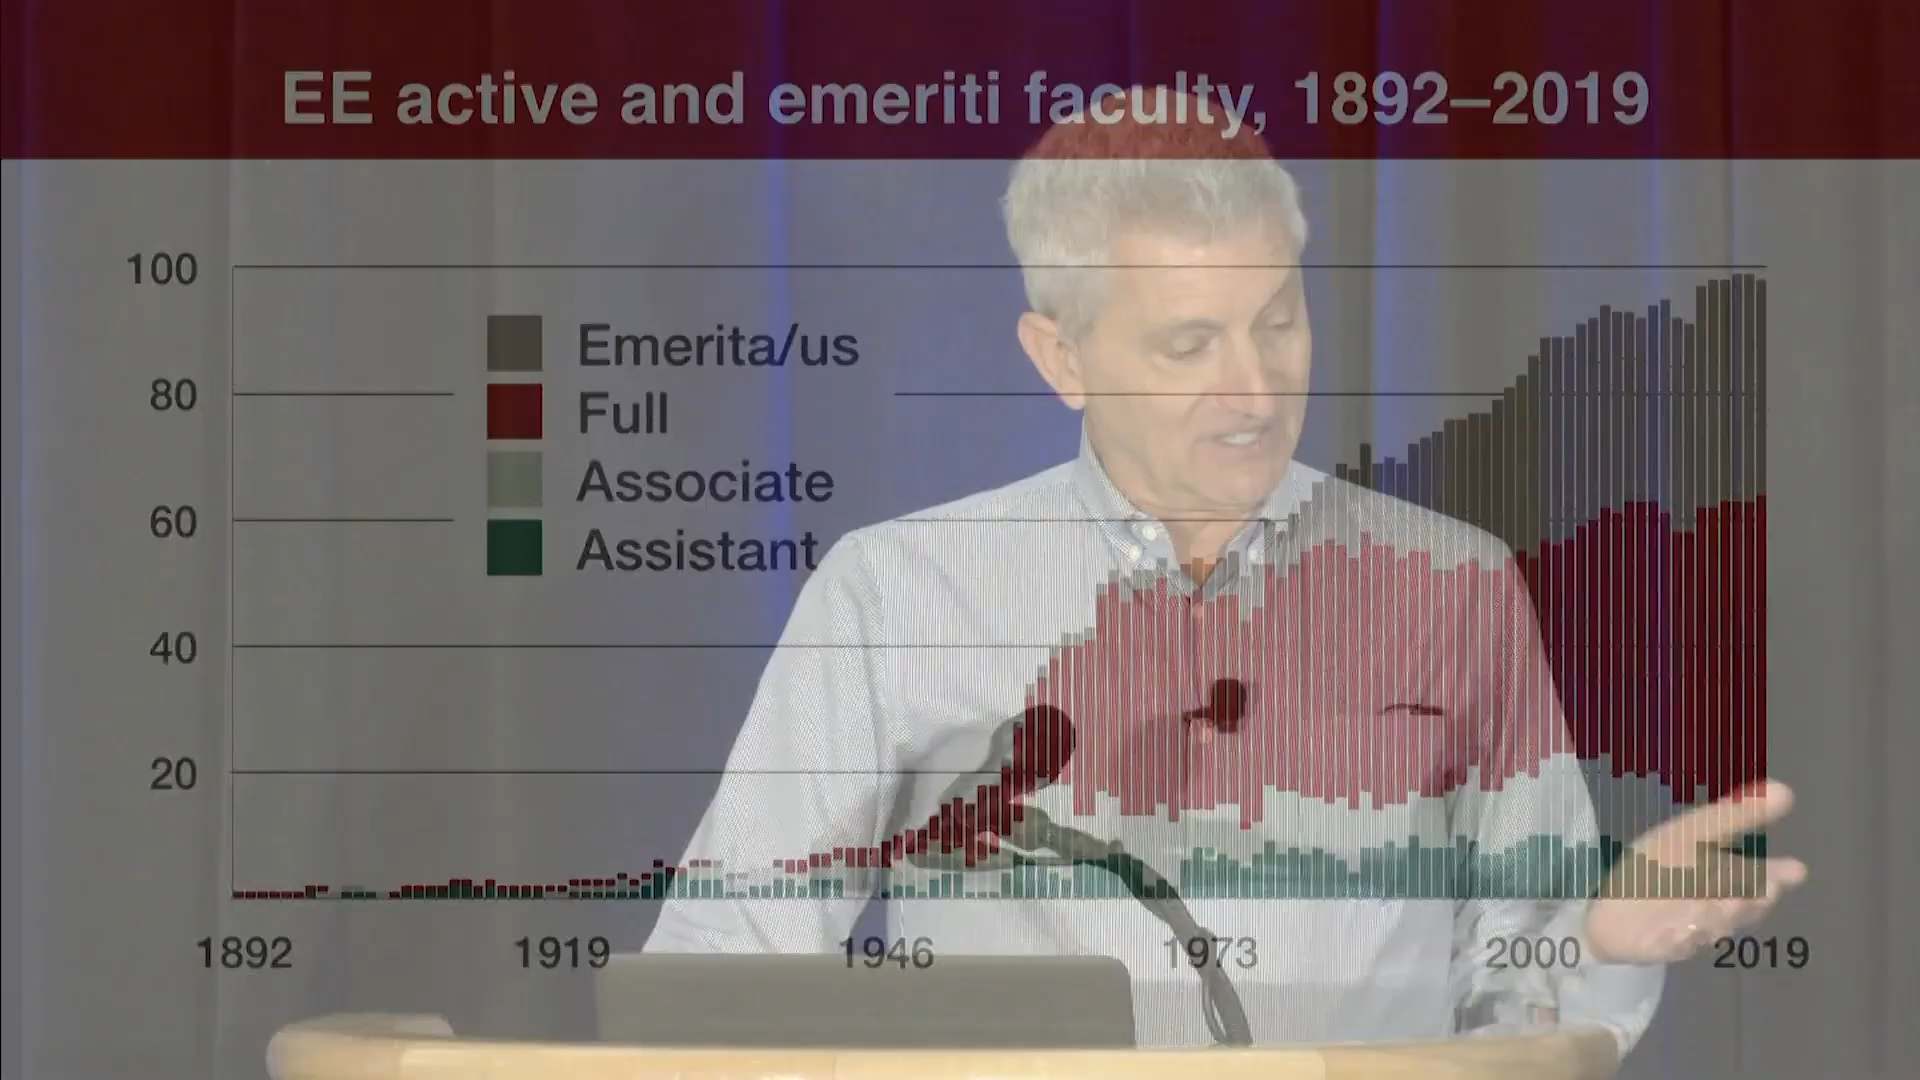 EE active and emeriti faculty, 1892–2019
100
80
60
40
20
Emerita/us
Full
Associate
Assistant
1892 1919 1946 1973 2000 2019